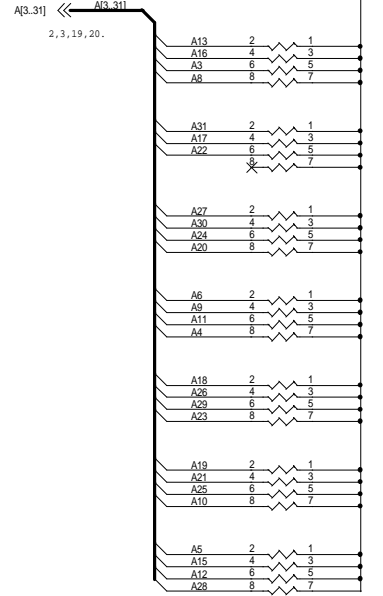 A[3..31] A[3..31]
2,3,19,20.
A13 2 1
A16 4 3
A3 6 5
A8 8 7
A31 2 1
A17 4 3
A22 6 5
8 7
A27 2 1
A30 4 3
A24 6 5
A20 8 7
A6 2 1
A9 4 3
A11 6 5
A4 8 7
A18 2 1
A26 4 3
A29 6 5
A23 8 7
A19 2 1
A21 4 3
A25 6 5
A10 8 7
A5 2 1
A15 4 3
A12 6 5
A28 8 7